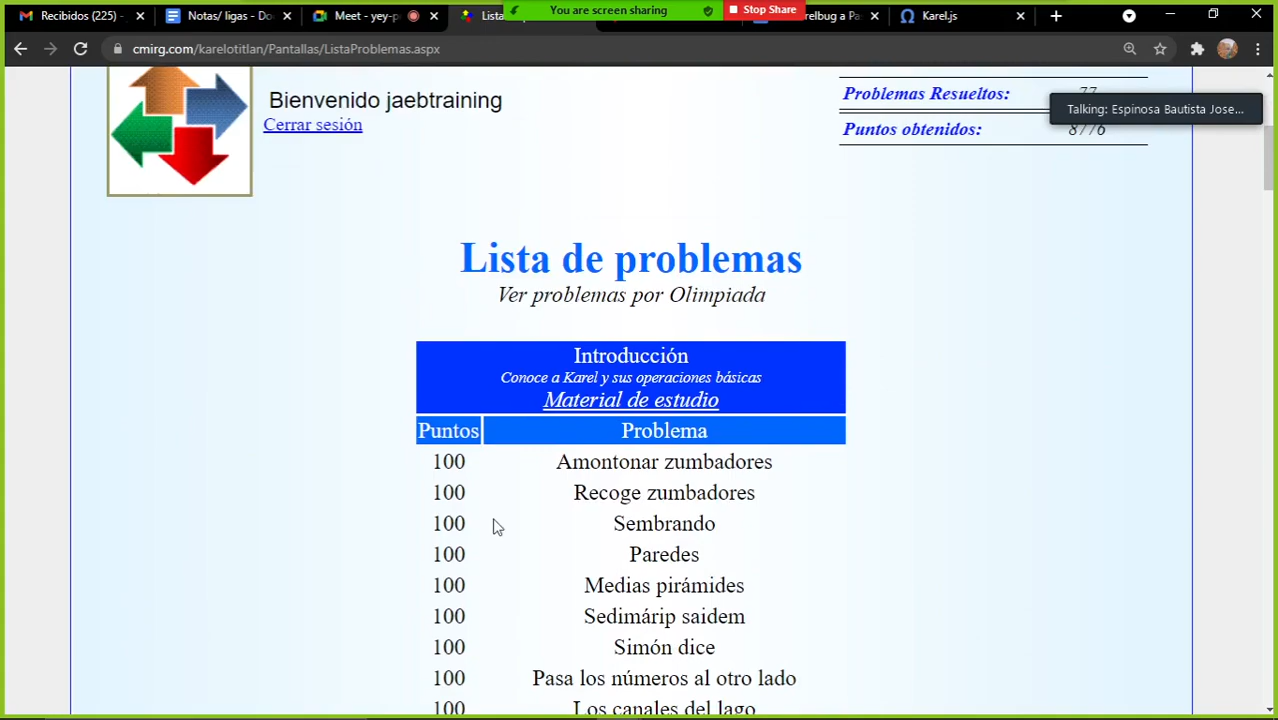 Recibidos (225) -
Notas/ ligas - Do
Meet - yey-p
Lista
You are screen sharing
Stop Share
relbug a Pa
Karel.js
cmirg.com/karelotitlan/Pantallas/ListaProblemas.aspx
Bienvenido jaebtraining
Cerrar sesión
Problemas Resueltos: 77
Talking: Espinosa Bautista Jose...
Puntos obtenidos: 8776
Lista de problemas
Ver problemas por Olimpiada
Introducción
Conoce a Karel y sus operaciones básicas
Material de estudio
Puntos Problema
100 Amontonar zumbadores
100 Recoge zumbadores
100 Sembrando
100 Paredes
100 Medias pirámides
100 Sedimárip saidem
100 Simón dice
100 Pasa los números al otro lado
100 Los canales del lago